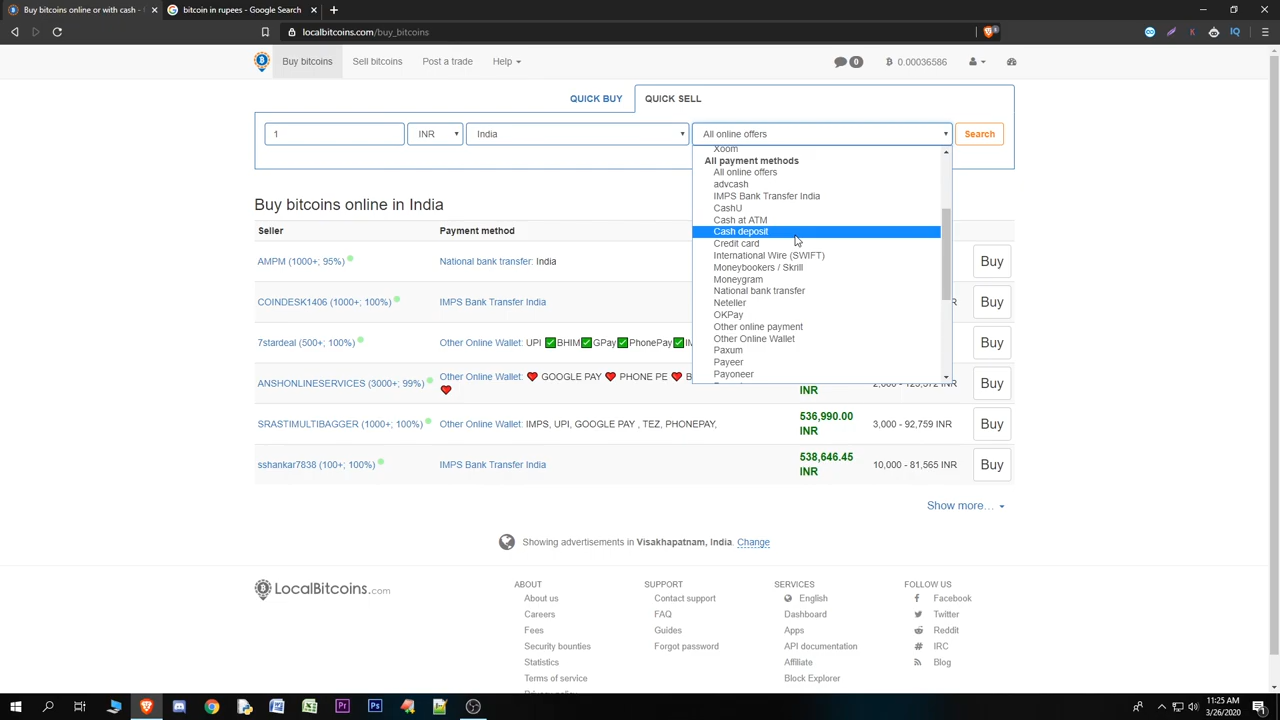 Buy bitcoins online or with cash -
bitcoin in rupees - Google Search
localbitcoins.com/buy_bitcoins
Buy bitcoins Sell bitcoins Post a trade Help 0 0.00036586
QUICK BUY QUICK SELL
1 INR India All online offers Search
Xoom
All payment methods
All online offers
advcash
IMPS Bank Transfer India
CashU
Cash at ATM
Cash deposit
Credit card
International Wire (SWIFT)
Moneybookers / Skrill
Moneygram
National bank transfer
Neteller
OKPay
Other online payment
Other Online Wallet
Paxum
Payeer
Payoneer
Buy bitcoins online in India
Seller Payment method
AMPM (1000+; 95%) National bank transfer: India Buy
COINDESK1406 (1000+; 100%) IMPS Bank Transfer India Buy
7stardeal (500+; 100%) Other Online Wallet: UPI ✅BHIM✅GPay✅PhonePay✅ Buy
ANSHONLINESERVICES (3000+; 99%) Other Online Wallet: ❤ GOOGLE PAY ❤ PHONE PE ❤ Buy
❤ INR
SRASTIMULTIBAGGER (1000+; 100%) Other Online Wallet: IMPS, UPI, GOOGLE PAY , TEZ, PHONEPAY, 536,990.00 INR 3,000 - 92,759 INR Buy
sshankar7838 (100+; 100%) IMPS Bank Transfer India 538,646.45 INR 10,000 - 81,565 INR Buy
Show more…
Showing advertisements in Visakhapatnam, India. Change
LocalBitcoins.com
ABOUT
About us
Careers
Fees
Security bounties
Statistics
Terms of service
SUPPORT
Contact support
FAQ
Guides
Forgot password
SERVICES
English
Dashboard
Apps
API documentation
Affiliate
Block Explorer
FOLLOW US
Facebook
Twitter
Reddit
IRC
Blog
11:25 AM
3/26/2020